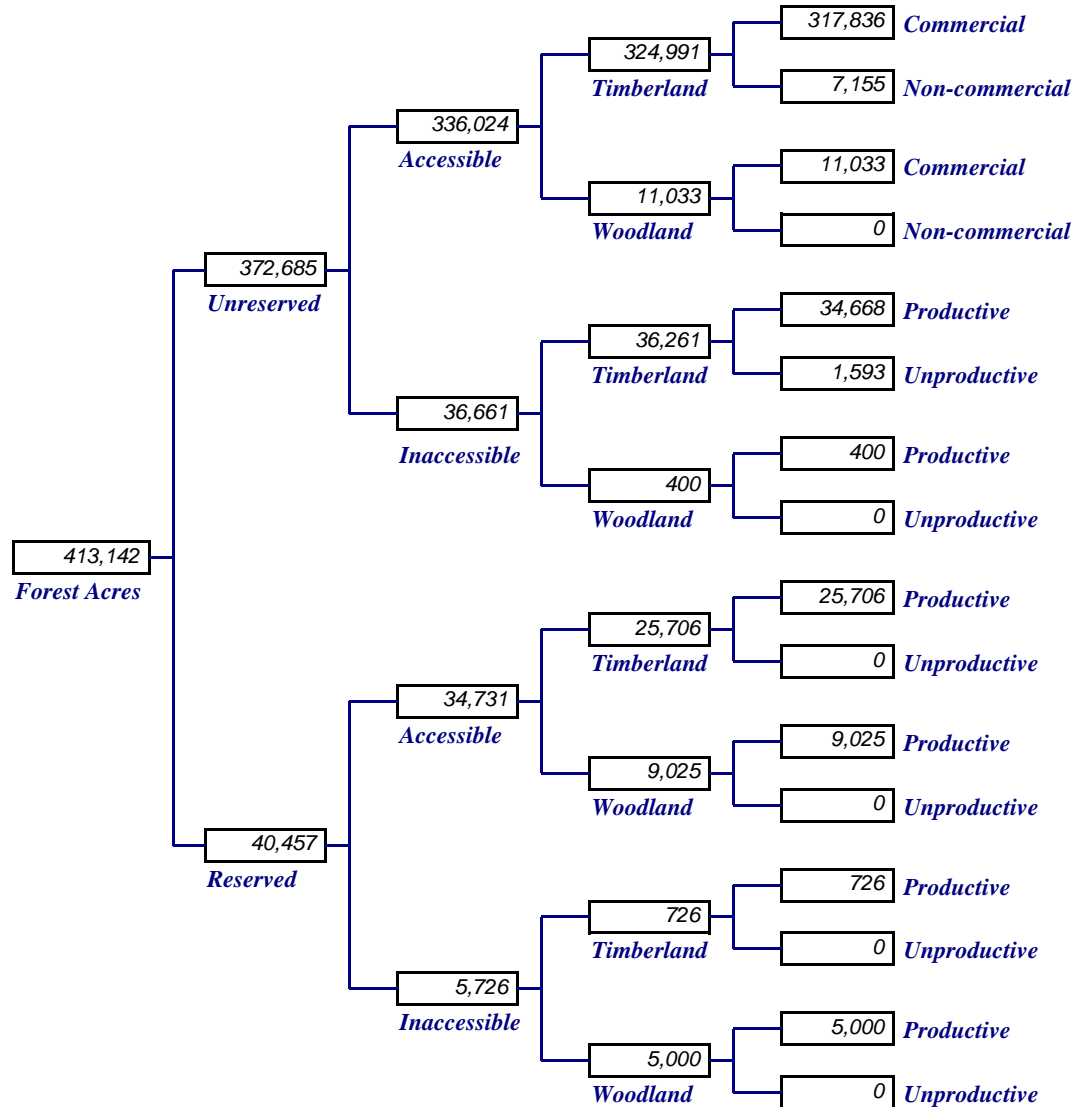 317,836 Commercial
324,991
Timberland
7,155 Non-commercial
336,024
Accessible
11,033 Commercial
11,033
Woodland
0 Non-commercial
372,685
Unreserved
34,668 Productive
36,261
Timberland
1,593 Unproductive
36,661
Inaccessible
400 Productive
400
Woodland
0 Unproductive
413,142
Forest Acres
25,706 Productive
25,706
Timberland
0 Unproductive
34,731
Accessible
9,025 Productive
9,025
Woodland
0 Unproductive
40,457
Reserved
726 Productive
726
Timberland
0 Unproductive
5,726
Inaccessible
5,000 Productive
5,000
Woodland
0 Unproductive